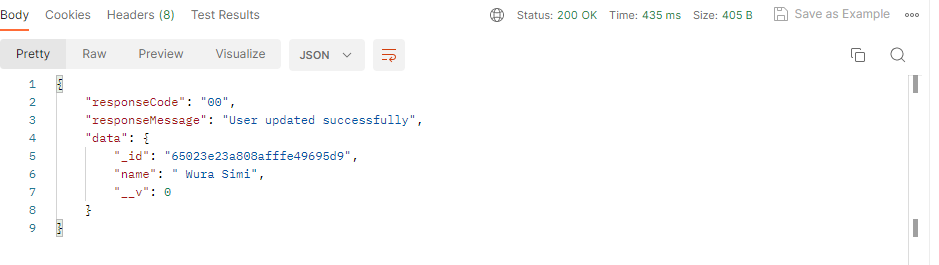 Body Cookies Headers (8) Test Results Status: 200 OK Time: 435 ms Size: 405 B Save as Example
Pretty Raw Preview Visualize JSON
1 {
2 "responseCode": "00",
3 "responseMessage": "User updated successfully",
4 "data": {
5 "_id": "65023e23a808afffe49695d9",
6 "name": " Wura Simi",
7 "__v": 0
8 }
9 }